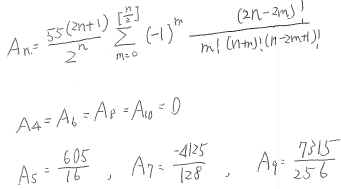 Aₙ = 55(2n+1)/2ⁿ Σ_{m=0}^{[n/2]} (-1)^m (2n-2m)!/(m!(n-m)!(n-2m+1)!)
A4 = A6 = A8 = A10 = 0
A5 = 605/16 , A7 = -4125/128 , A9 = 7315/256